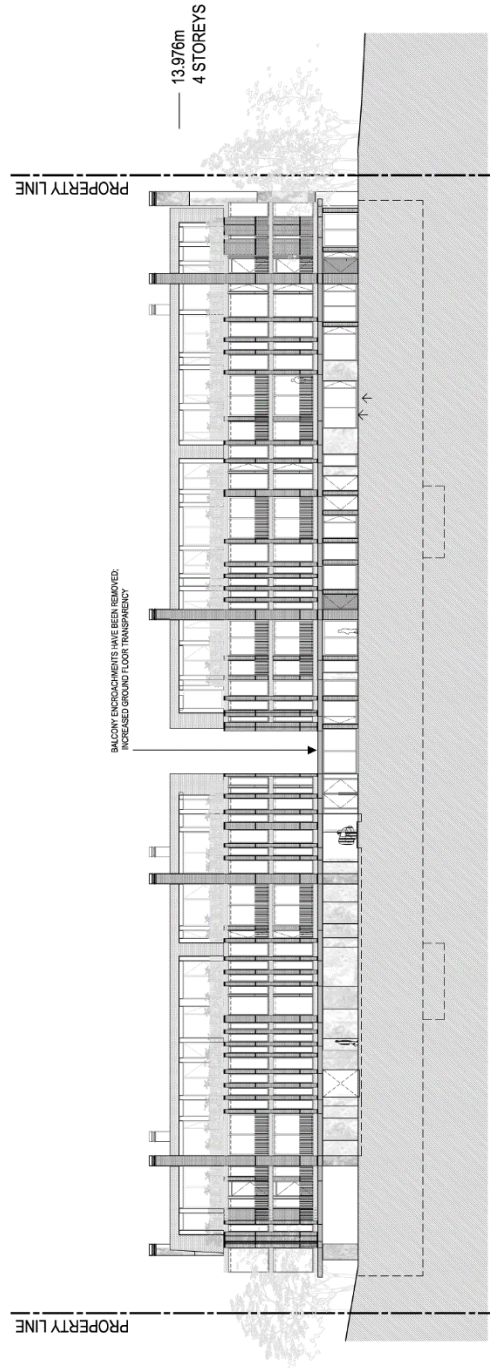 PROPERTY LINE
BALCONY ENCROACHMENTS HAVE BEEN REMOVED;
INCREASED GROUND FLOOR TRANSPARENCY
PROPERTY LINE
13.976m
4 STOREYS